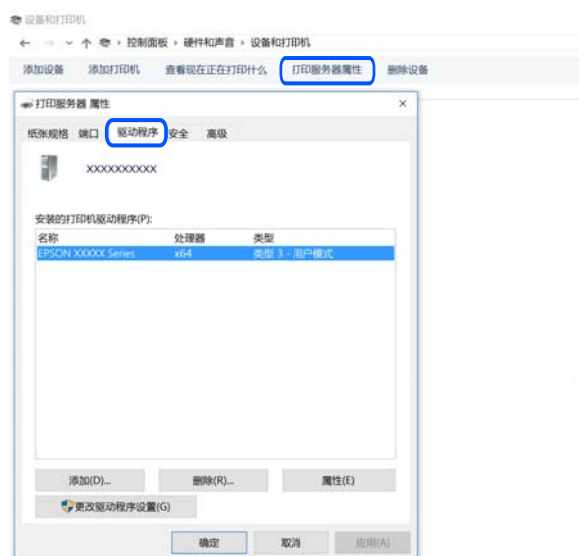 设备和打印机
控制面板 › 硬件和声音 › 设备和打印机
添加设备 添加打印机 查看现在正在打印什么 打印服务器属性 删除设备
打印服务器 属性
纸张规格 端口 驱动程序 安全 高级
XXXXXXXXXX
安装的打印机驱动程序(P):
名称 处理器 类型
EPSON XXXXX Series x64 类型 3 - 用户模式
添加(D)... 删除(R)... 属性(E)
更改驱动程序设置(G)
确定 取消 应用(A)